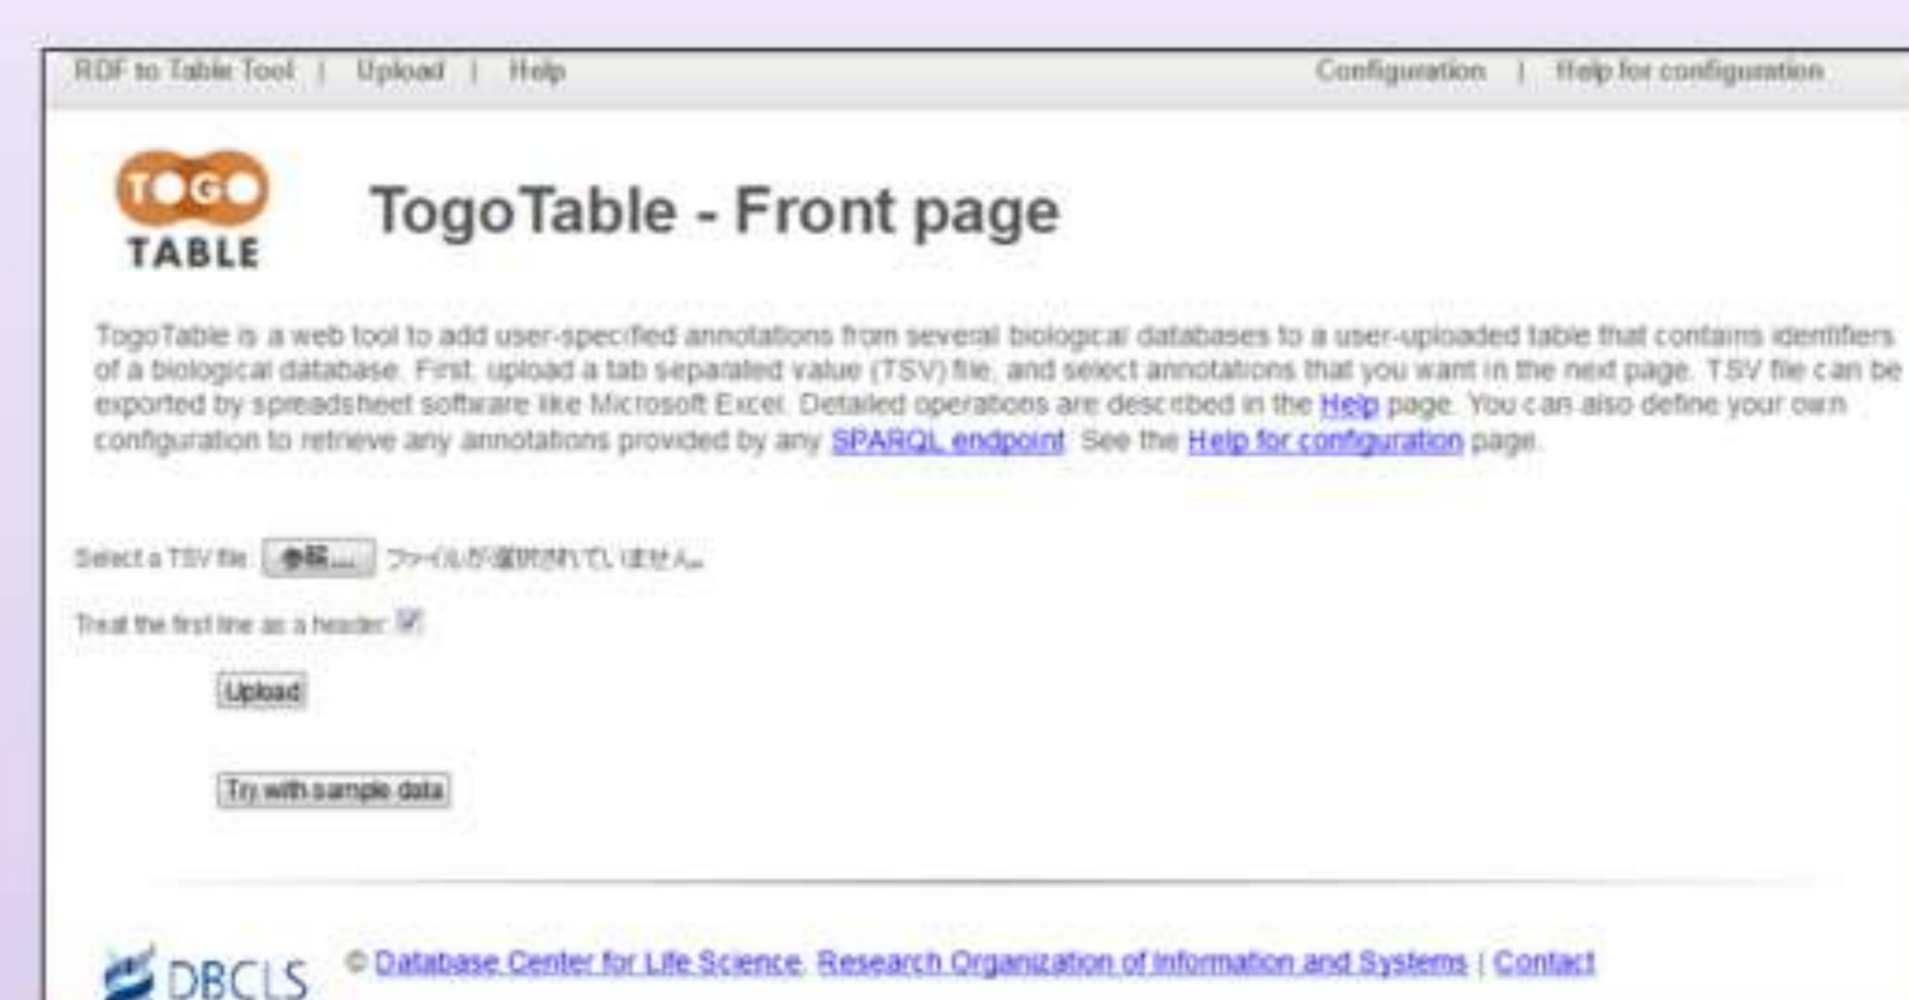 RDF to Table Tool | Upload | Help Configuration | Help for configuration
TOGO
TABLE
TogoTable - Front page
TogoTable is a web tool to add user-specified annotations from several biological databases to a user-uploaded table that contains identifiers
of a biological database. First, upload a tab separated value (TSV) file, and select annotations that you want in the next page. TSV file can be
exported by spreadsheet software like Microsoft Excel. Detailed operations are described in the Help page. You can also define your own
configuration to retrieve any annotations provided by any SPARQL endpoint. See the Help for configuration page.
Select a TSV file: 参照... ファイルが選択されていません。
Treat the first line as a header:
Upload
Try with sample data
DBCLS
© Database Center for Life Science, Research Organization of Information and Systems | Contact